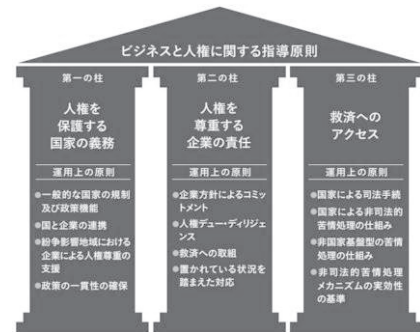 ビジネスと人権に関する指導原則
第一の柱
人権を
保護する
国家の義務
運用上の原則
●一般的な国家の規制
及び政策機能
●国と企業の連携
●紛争影響地域における
企業による人権尊重の
支援
●政策の一貫性の確保
第二の柱
人権を
尊重する
企業の責任
運用上の原則
●企業方針によるコミッ
トメント
●人権デュー・ディリジェ
ンス
●救済への取組
●置かれている状況を
踏まえた対応
第三の柱
救済への
アクセス
運用上の原則
●国家による司法手続
●国家による非司法的
苦情処理の仕組み
●非国家基盤型の苦情
処理の仕組み
●非司法的苦情処理
メカニズムの実効性
の基準